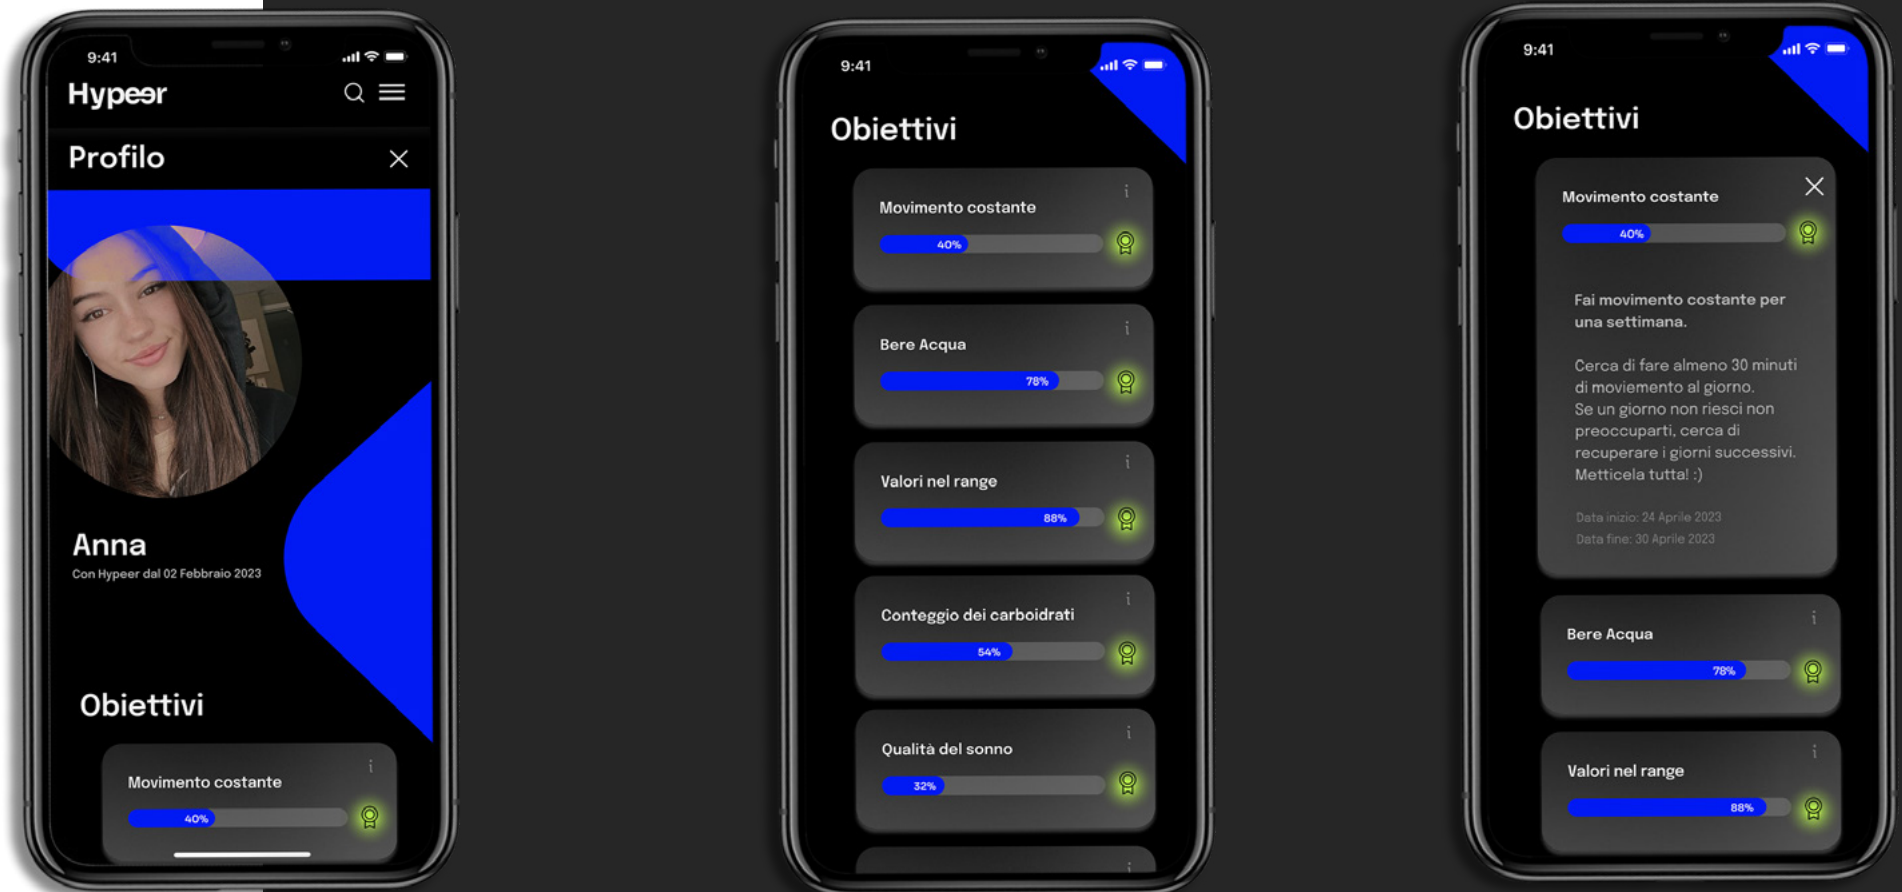 9:41
Hypeer
Profilo
Anna
Con Hypeer dal 02 Febbraio 2023
Obiettivi
Movimento costante
40%
9:41
Obiettivi
Movimento costante
40%
Bere Acqua
78%
Valori nel range
88%
Conteggio dei carboidrati
54%
Qualità del sonno
32%
9:41
Obiettivi
Movimento costante
40%
Fai movimento costante per
una settimana.
Cerca di fare almeno 30 minuti
di moviemento al giorno.
Se un giorno non riesci non
preoccuparti, cerca di
recuperare i giorni successivi.
Metticela tutta! :)
Data inizio: 24 Aprile 2023
Data fine: 30 Aprile 2023
Bere Acqua
78%
Valori nel range
88%